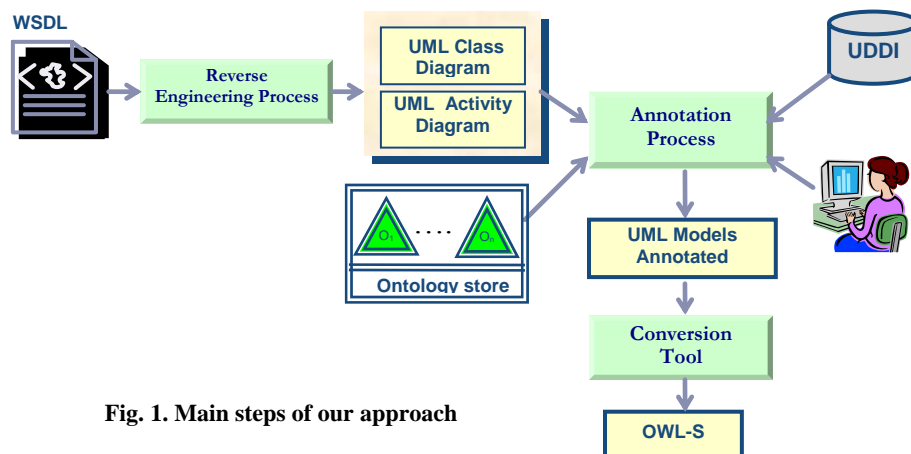 WSDL
Reverse
Engineering Process
UML Class
Diagram
UML Activity
Diagram
UDDI
Annotation
Process
O1
....
On
Ontology store
UML Models
Annotated
Conversion
Tool
OWL-S
Fig. 1. Main steps of our approach